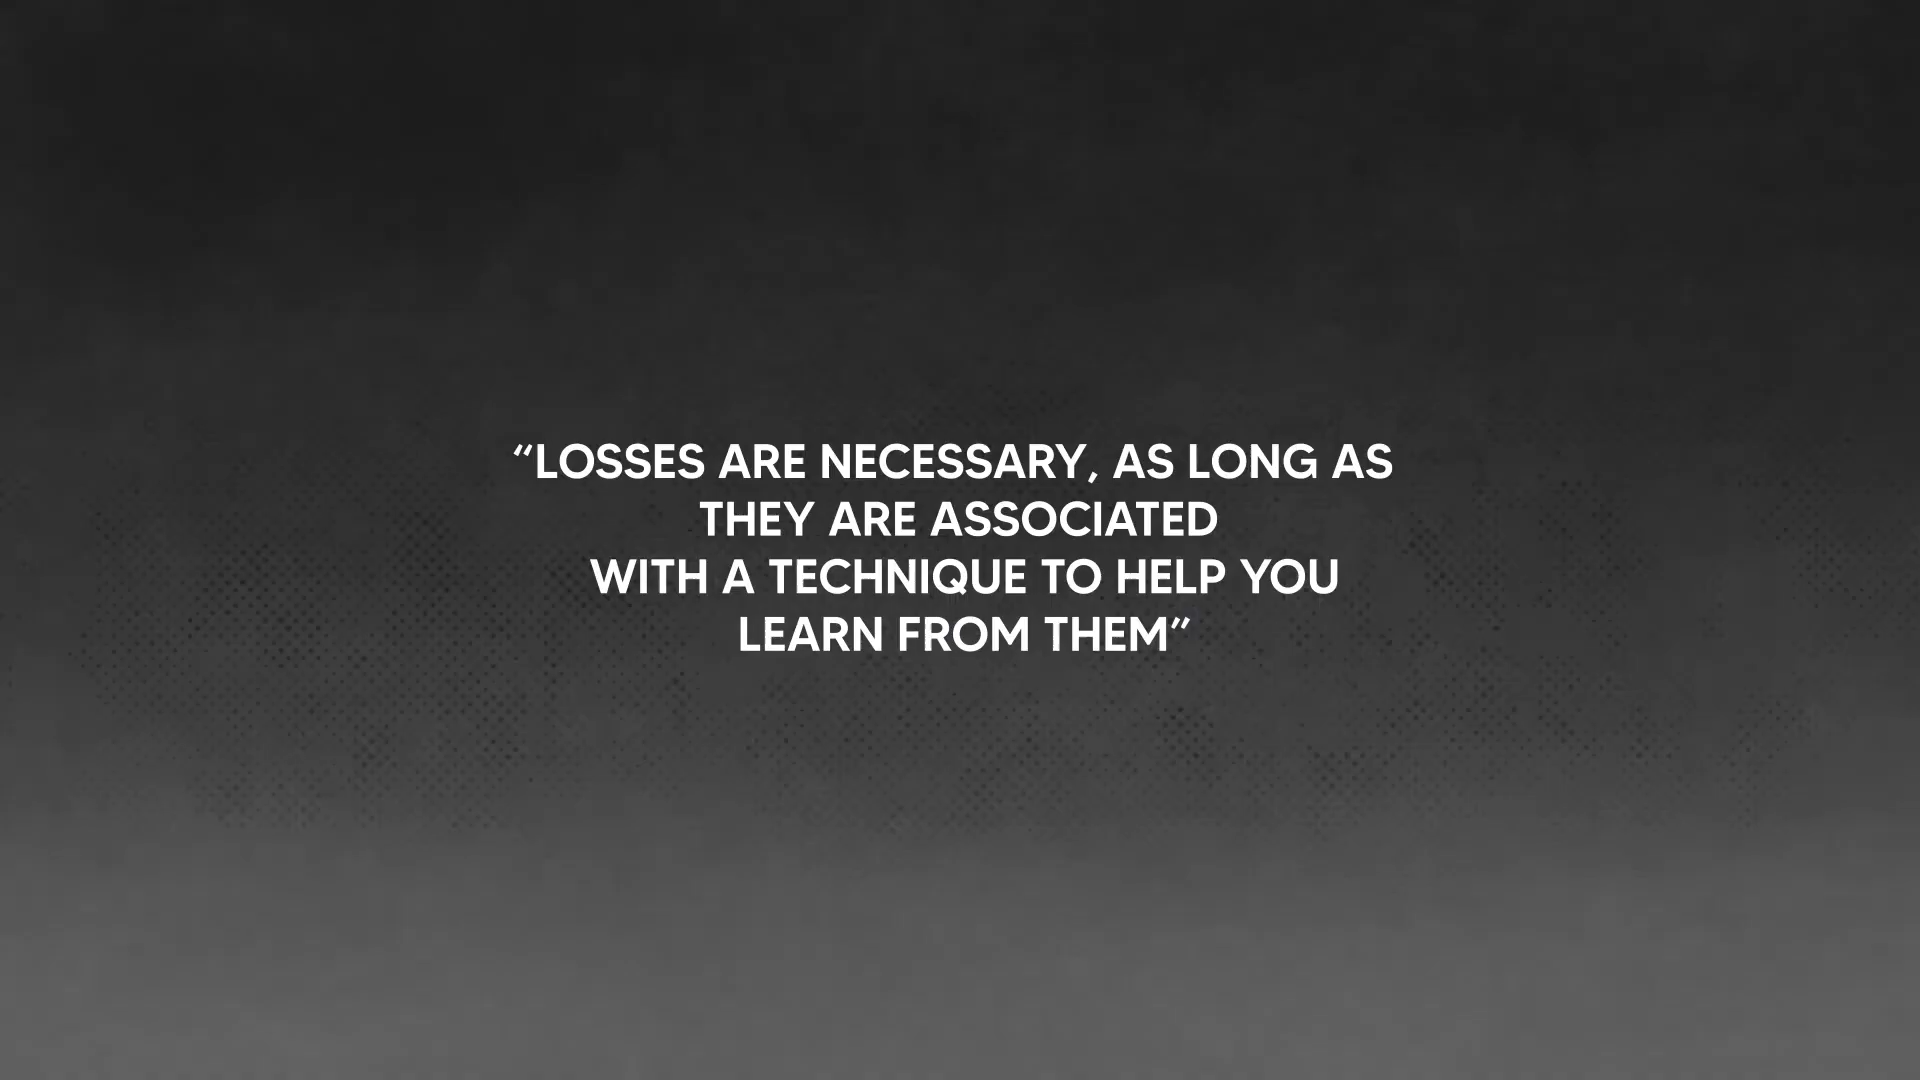 “LOSSES ARE NECESSARY, AS LONG AS
THEY ARE ASSOCIATED
WITH A TECHNIQUE TO HELP YOU
LEARN FROM THEM”